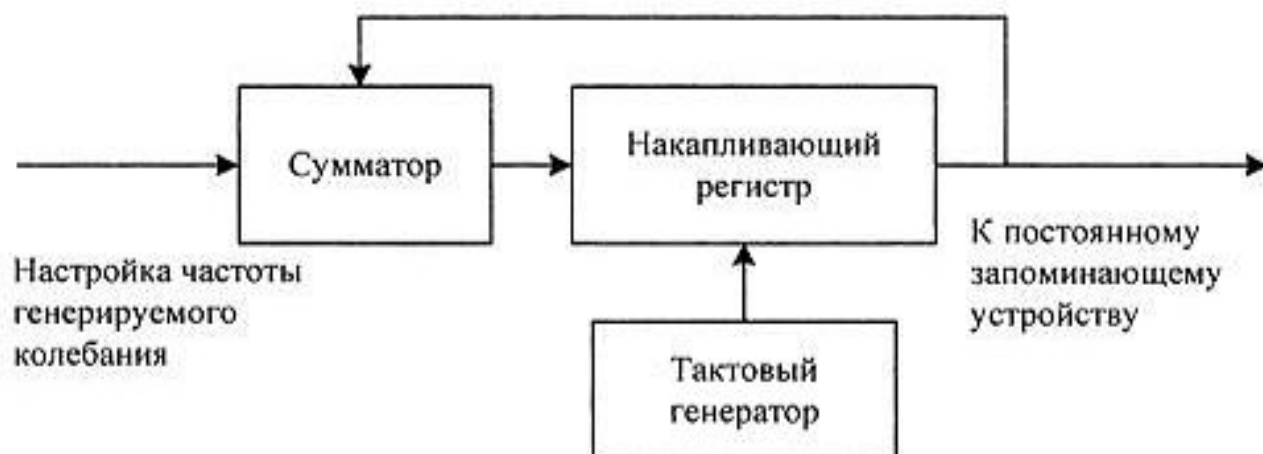 Сумматор
Накапливающий
регистр
Настройка частоты
генерируемого
колебания
К постоянному
запоминающему
устройству
Тактовый
генератор